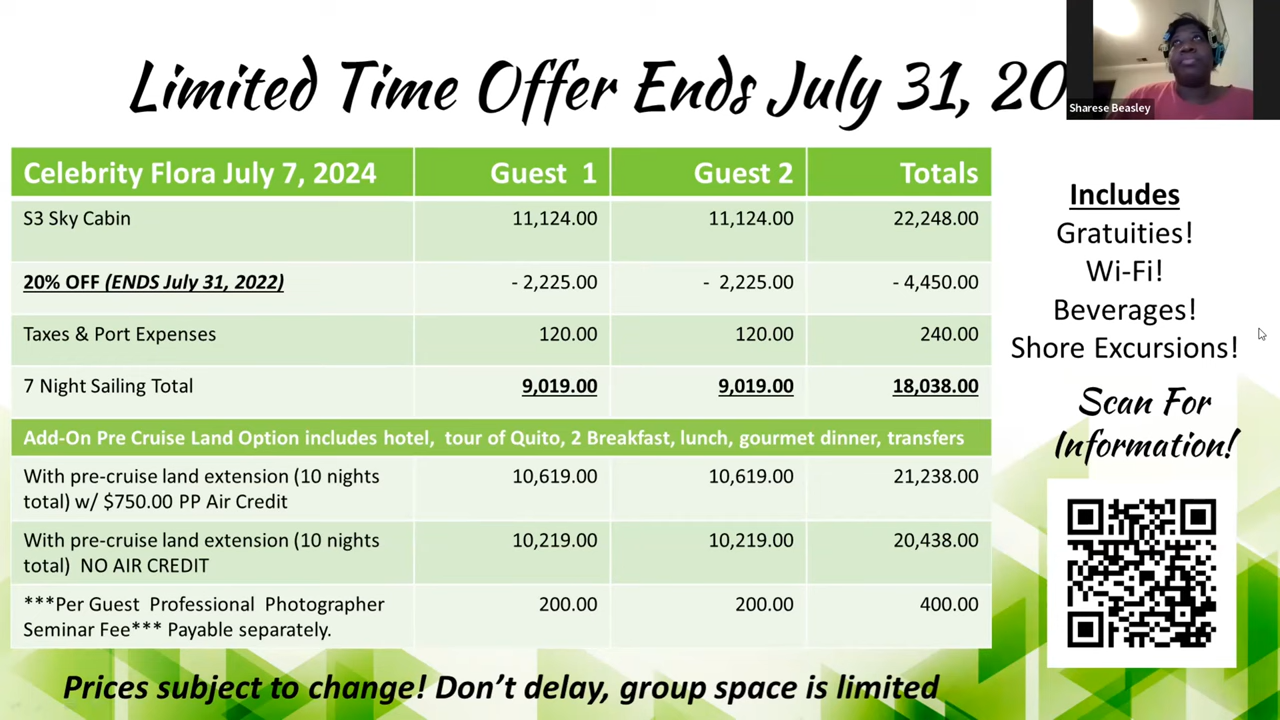 Limited Time Offer Ends July 31, 20
Sharese Beasley
Celebrity Flora July 7, 2024 Guest 1 Guest 2 Totals
S3 Sky Cabin 11,124.00 11,124.00 22,248.00
20% OFF (ENDS July 31, 2022) - 2,225.00 - 2,225.00 - 4,450.00
Taxes & Port Expenses 120.00 120.00 240.00
7 Night Sailing Total 9,019.00 9,019.00 18,038.00
Add-On Pre Cruise Land Option includes hotel, tour of Quito, 2 Breakfast, lunch, gourmet dinner, transfers
With pre-cruise land extension (10 nights 10,619.00 10,619.00 21,238.00
total) w/ $750.00 PP Air Credit
With pre-cruise land extension (10 nights 10,219.00 10,219.00 20,438.00
total) NO AIR CREDIT
***Per Guest Professional Photographer 200.00 200.00 400.00
Seminar Fee*** Payable separately.
Includes
Gratuities!
Wi-Fi!
Beverages!
Shore Excursions!
Scan For
Information!
Prices subject to change! Don't delay, group space is limited